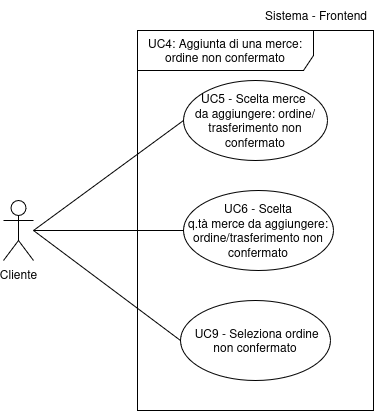 Sistema - Frontend
UC4: Aggiunta di una merce:
ordine non confermato
UC5 - Scelta merce
da aggiungere: ordine/
trasferimento non
confermato
UC6 - Scelta
q.tà merce da aggiungere:
ordine/trasferimento non
confermato
Cliente
UC9 - Seleziona ordine
non confermato